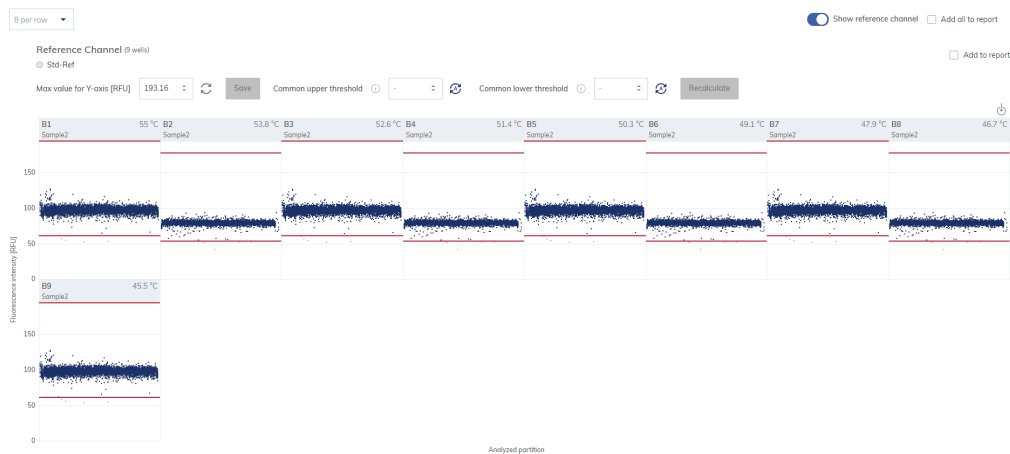 8 per row
Show reference channel
Add all to report
Reference Channel (9 wells)
Add to report
Std-Ref
Max value for Y-axis [RFU]
193.16
Save
Common upper threshold
-
Common lower threshold
-
Recalculate
B1 55 °C B2 53.8 °C B3 52.6 °C B4 51.4 °C B5 50.3 °C B6 49.1 °C B7 47.9 °C B8 46.7 °C
Sample2 Sample2 Sample2 Sample2 Sample2 Sample2 Sample2 Sample2
150
100
50
0
Fluorescence intensity [RFU]
B9 45.5 °C
Sample2
150
100
50
0
Analyzed partition